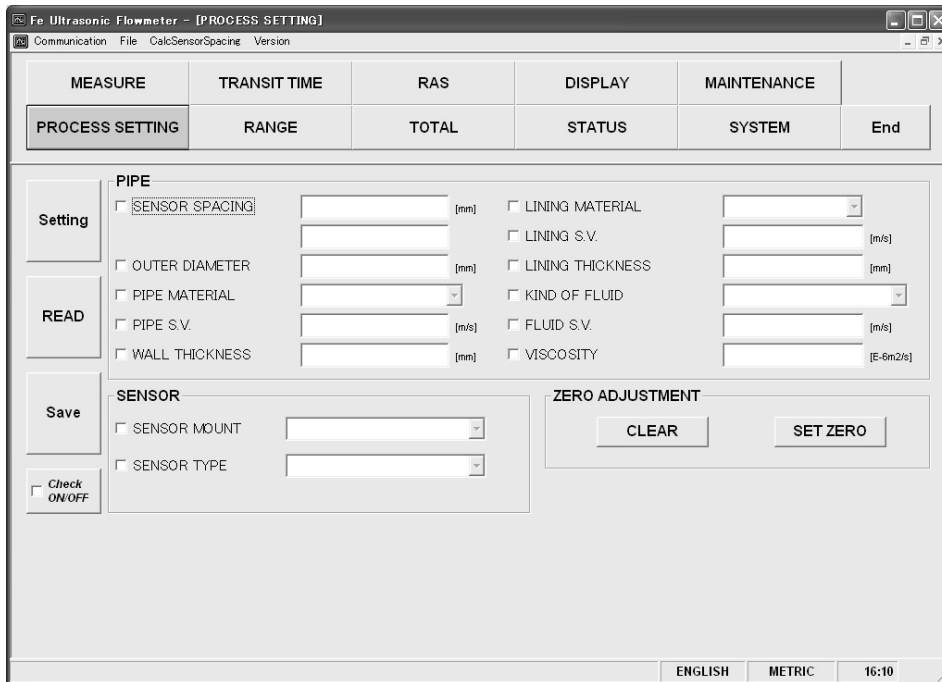 Fe Ultrasonic Flowmeter - [PROCESS SETTING]
Communication File CalcSensorSpacing Version
MEASURE TRANSIT TIME RAS DISPLAY MAINTENANCE
PROCESS SETTING RANGE TOTAL STATUS SYSTEM End
Setting
READ
Save
Check
ON/OFF
PIPE
SENSOR SPACING [mm] LINING MATERIAL
LINING S.V. [m/s]
OUTER DIAMETER [mm] LINING THICKNESS [mm]
PIPE MATERIAL KIND OF FLUID
PIPE S.V. [m/s] FLUID S.V. [m/s]
WALL THICKNESS [mm] VISCOSITY [E-6m2/s]
SENSOR
SENSOR MOUNT
SENSOR TYPE
ZERO ADJUSTMENT
CLEAR SET ZERO
ENGLISH METRIC 16:10